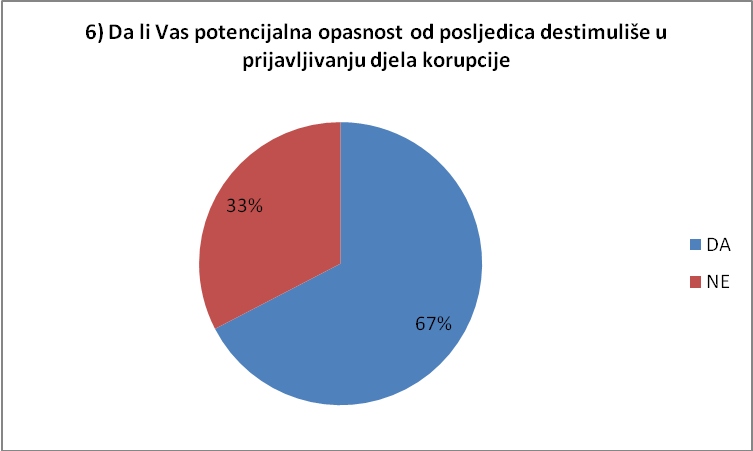 6) Da li Vas potencijalna opasnost od posljedica destimuliše u
prijavljivanju djela korupcije
33%
67%
DA
NE